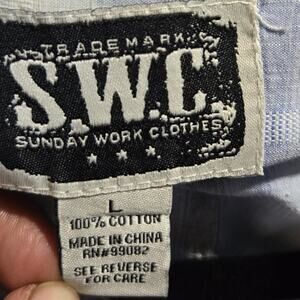 TRADE MARK
S.W.C.
SUNDAY WORK CLOTHES
L
100% COTTON
MADE IN CHINA
RN#99082
SEE REVERSE
FOR CARE